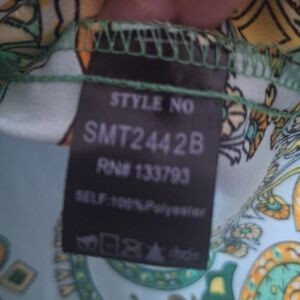 STYLE NO
SMT2442B
RN# 133793
SELF:100%Polyester